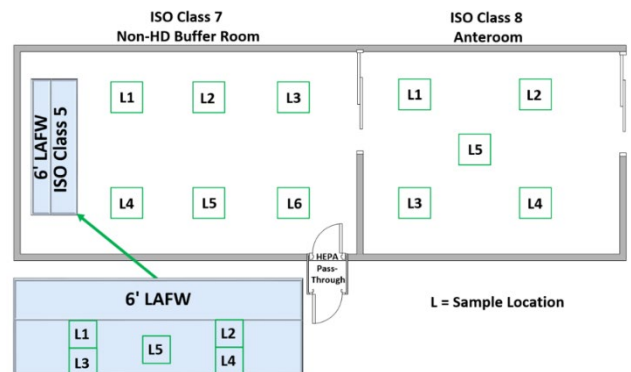 ISO Class 7
Non-HD Buffer Room
ISO Class 8
Anteroom
6' LAFW
ISO Class 5
L1
L2
L3
L4
L5
L6
L1
L2
L5
L3
L4
HEPA
Pass-
Through
6' LAFW
L1
L2
L5
L3
L4
L = Sample Location